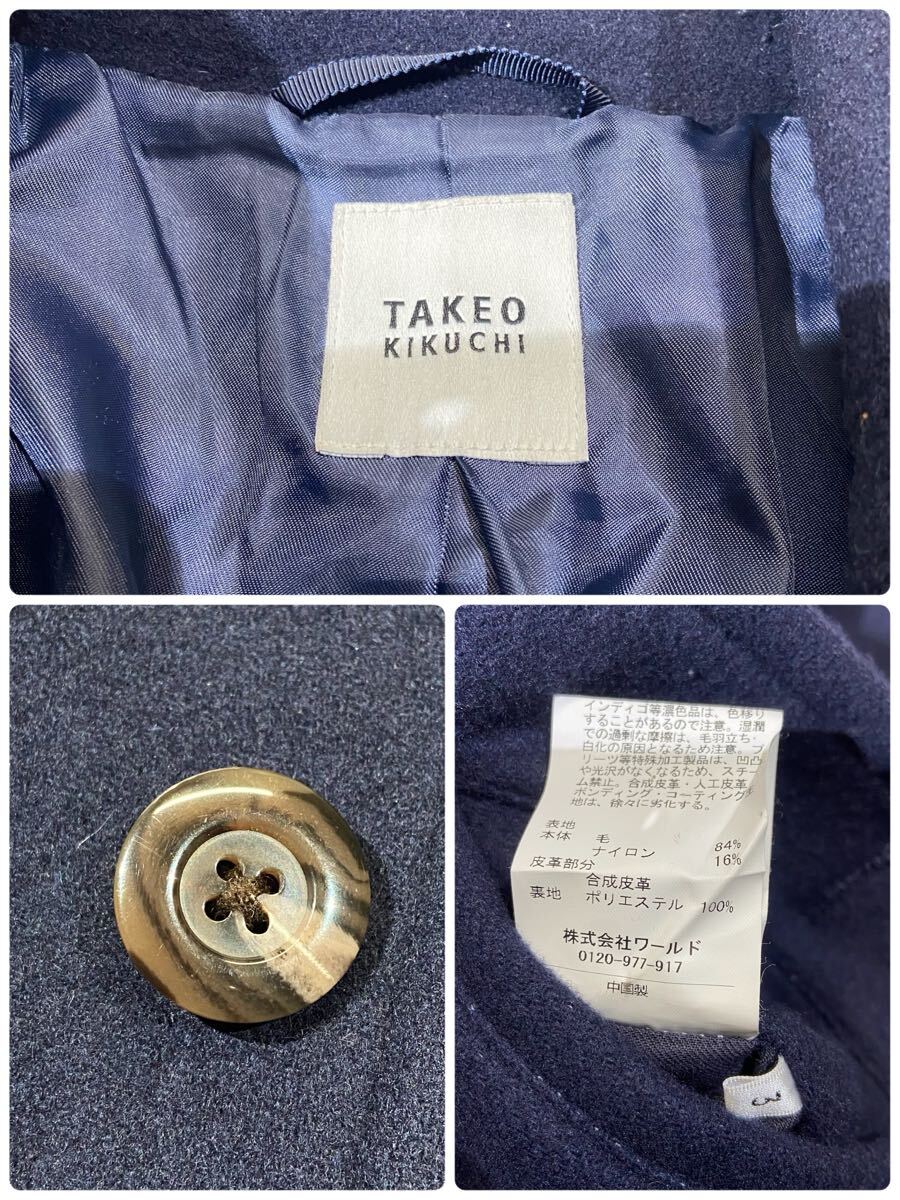 TAKEO
KIKUCHI
インディゴ等濃色品は、色移り
することがあるので注意。湿潤
での過剰な摩擦は、毛羽立ち・
白化の原因となるため注意。プ
リーツ等特殊加工製品は、凹凸
や光沢がなくなるため、スチー
ム禁止。合成皮革・人工皮革
ボンディング・コーティング
地は、徐々に劣化する。
表地
本体 毛 84%
ナイロン 16%
皮革部分
合成皮革
裏地 ポリエステル 100%
株式会社ワールド
0120-977-917
中国製
3